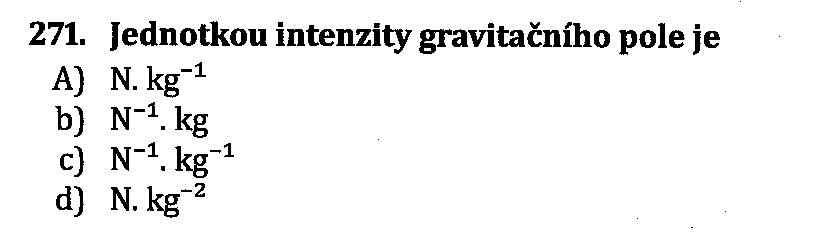 271. Jednotkou intenzity gravitačního pole je
A) N. kg⁻¹
b) N⁻¹. kg
c) N⁻¹. kg⁻¹
d) N. kg⁻²